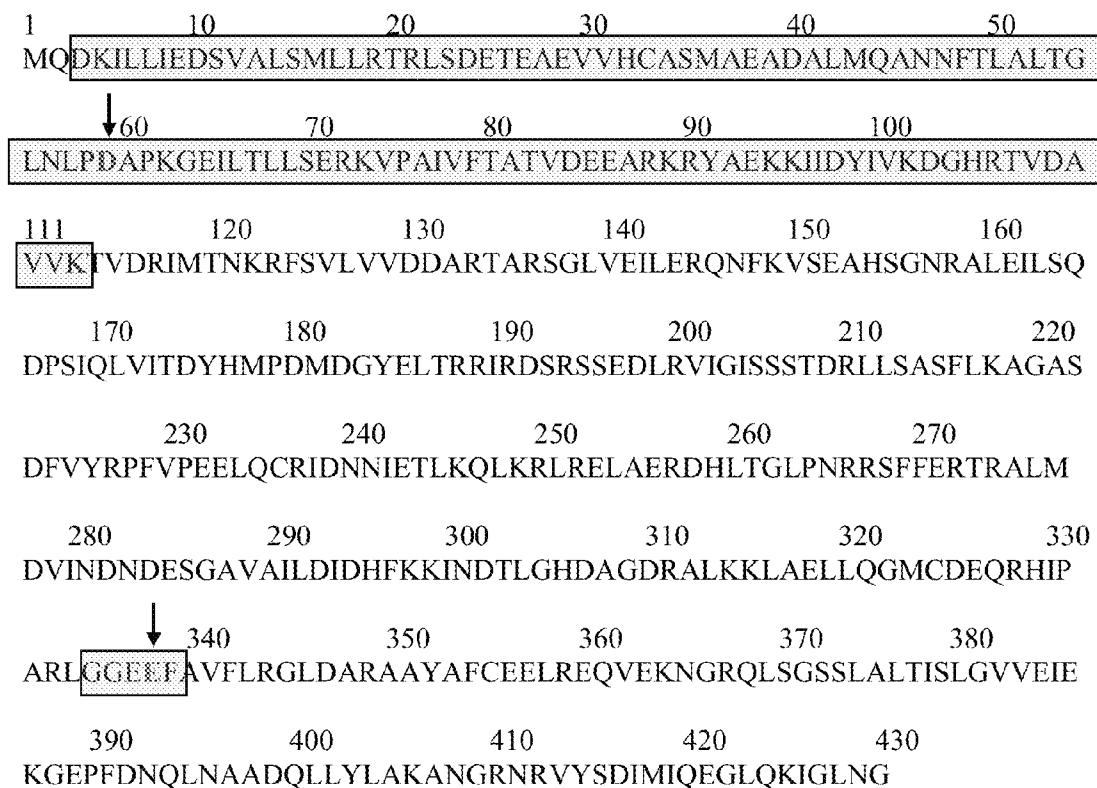 1 10 20 30 40 50
MQDKILLIEDSVALSMLLRTRLSDETEAEVVHCASMAEADALMQANNFTLALTG
60 70 80 90 100
LNLPDAPKGEILTLLSERKVPAIVFTATVDEEARKRYAEKKIIDYIVKDGHRTVDA
111 120 130 140 150 160
VVKTVDRIMTNKRFSVLVVDDARTARSGLVEILERQNFKVSEAHSGNRALEILSQ
170 180 190 200 210 220
DPSIQLVITDYHMPDMDGYELTRRIRDSRSSEDLRVIGISSSTDRLLSASFLKAGAS
230 240 250 260 270
DFVYRPFVPEELQCRIDNNIETLKQLKRLRELAERDHLTGLPNRRSFFERTRALM
280 290 300 310 320 330
DVINDNDESGAVAILDIDHFKKINDTLGHDAGDRALKKLAELLQGMCDEQRHIP
340 350 360 370 380
ARLGGEEFAVFLRGLDARAAYAFCEELREQVEKNGRQLSGSSLALTISLGVVEIE
390 400 410 420 430
KGEPFDNQLNAADQLLYLAKANGRNRVYSDIMIQEGLQKIGLNG